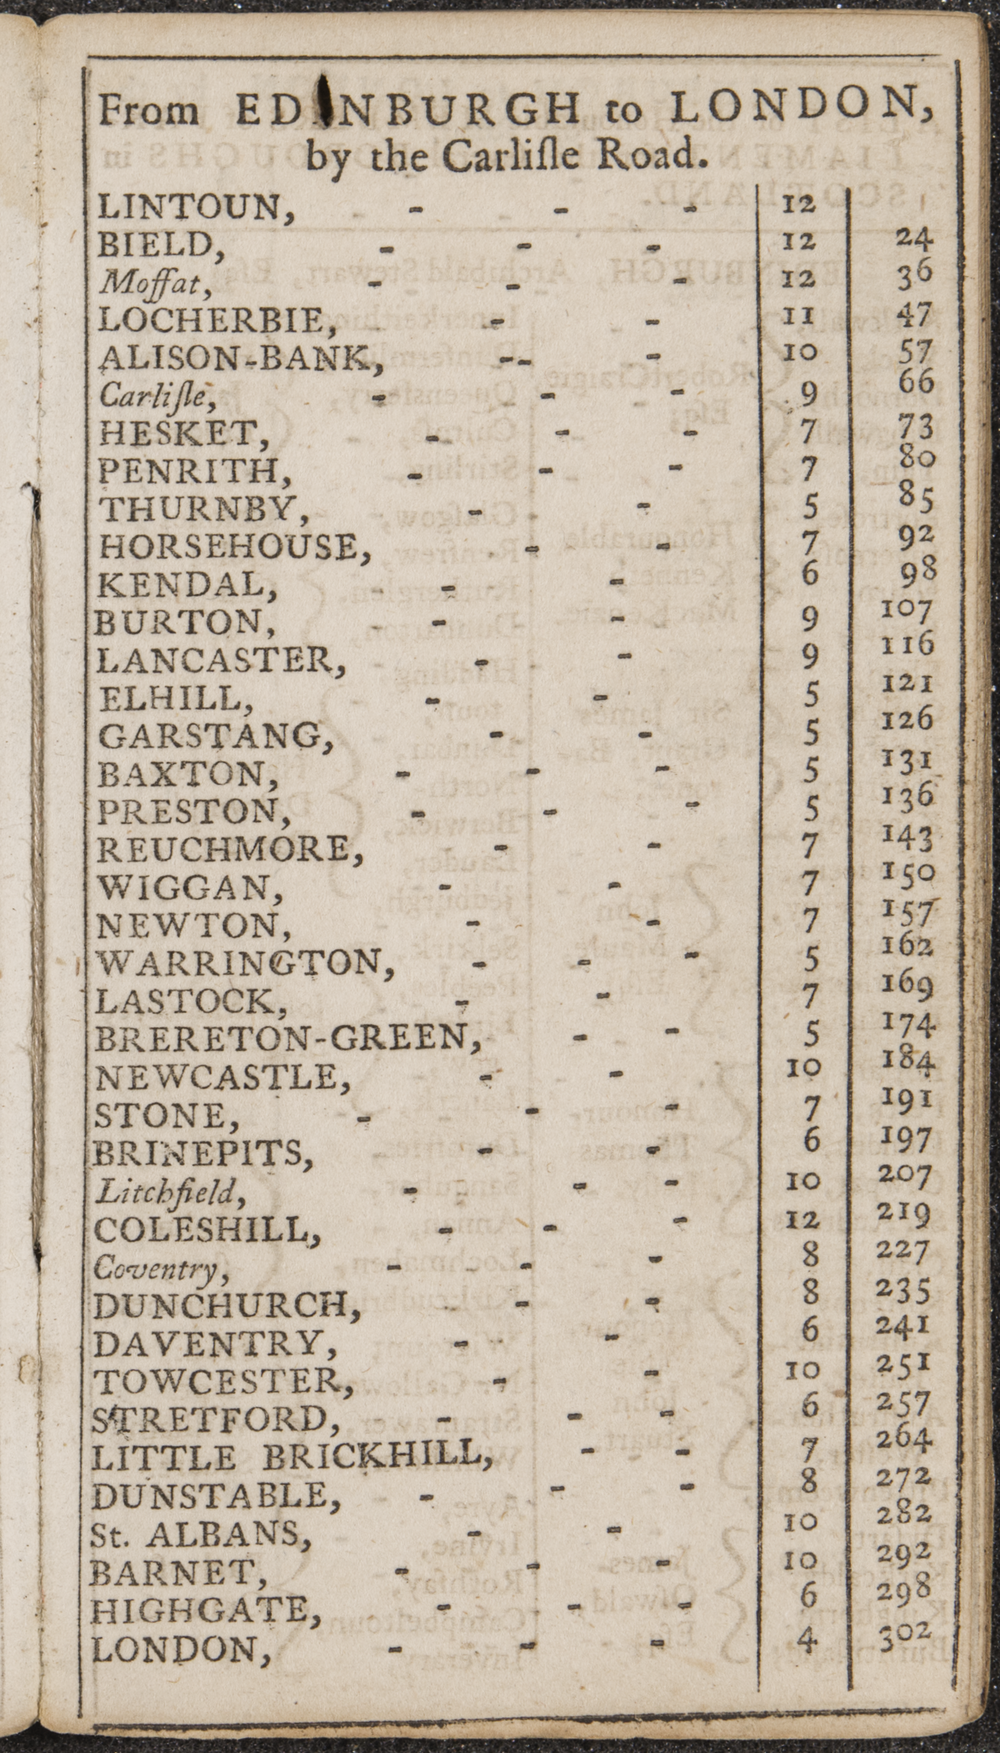 From EDINBURGH to LONDON,
by the Carliſle Road.
LINTOUN, - - - 12
BIELD, - - - 12 24
Moffat, - - - 12 36
LOCHERBIE, - - 11 47
ALISON-BANK, -- - 10 57
Carliſle, - - - 9 66
HESKET, - - - 7 73
PENRITH, - - - 7 80
THURNBY, - - 5 85
HORSEHOUSE, - - 7 92
KENDAL, - - 6 98
BURTON, - - 9 107
LANCASTER, - - 9 116
ELHILL, - - 5 121
GARSTANG, - - 5 126
BAXTON, - - - 5 131
PRESTON, - - - 5 136
REUCHMORE, - - 7 143
WIGGAN, - - 7 150
NEWTON, - - 7 157
WARRINGTON, - - - 5 162
LASTOCK, - - 7 169
BRERETON-GREEN, - - 5 174
NEWCASTLE, - - 10 184
STONE, - - - 7 191
BRINEPITS, - - 6 197
Litchfield, - - - 10 207
COLESHILL, - - - 12 219
Coventry, - - - 8 227
DUNCHURCH, - - 8 235
DAVENTRY, - - 6 241
TOWCESTER, - - 10 251
STRETFORD, - - - 6 257
LITTLE BRICKHILL, - - 7 264
DUNSTABLE, - - - 8 272
St. ALBANS, - - 10 282
BARNET, - - - 10 292
HIGHGATE, - - - 6 298
LONDON, - - - 4 302